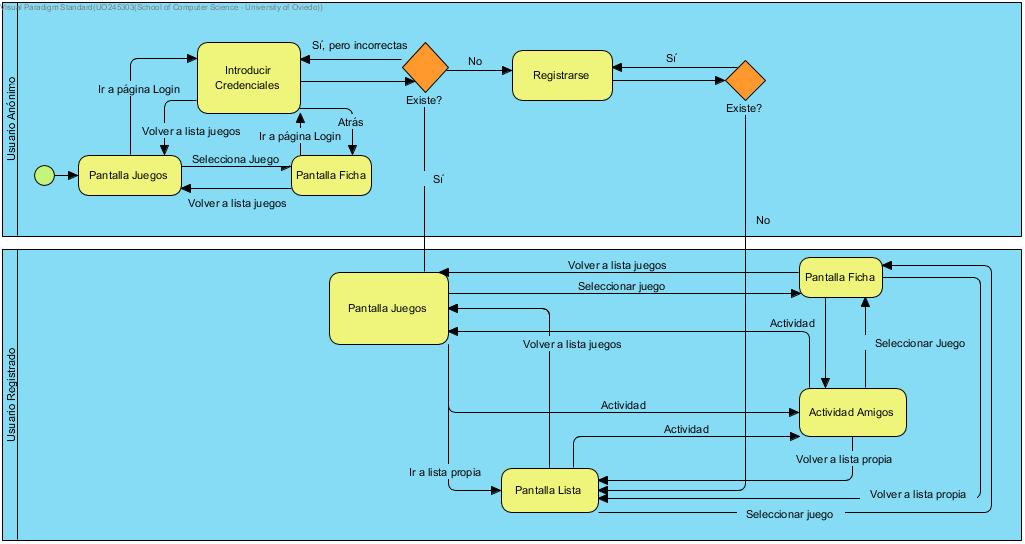 Visual Paradigm Standard(UO245303(School of Computer Science - University of Oviedo))
Usuario Anónimo
Sí, pero incorrectas
Introducir
Credenciales
No
Registrarse
Sí
Existe?
Existe?
Ir a página Login
Volver a lista juegos
Ir a página Login
Atrás
Selecciona Juego
Pantalla Juegos
Pantalla Ficha
Volver a lista juegos
Sí
No
Usuario Registrado
Volver a lista juegos
Pantalla Ficha
Seleccionar juego
Pantalla Juegos
Actividad
Volver a lista juegos
Seleccionar Juego
Actividad
Actividad Amigos
Actividad
Volver a lista propia
Ir a lista propia
Pantalla Lista
Volver a lista propia
Seleccionar juego